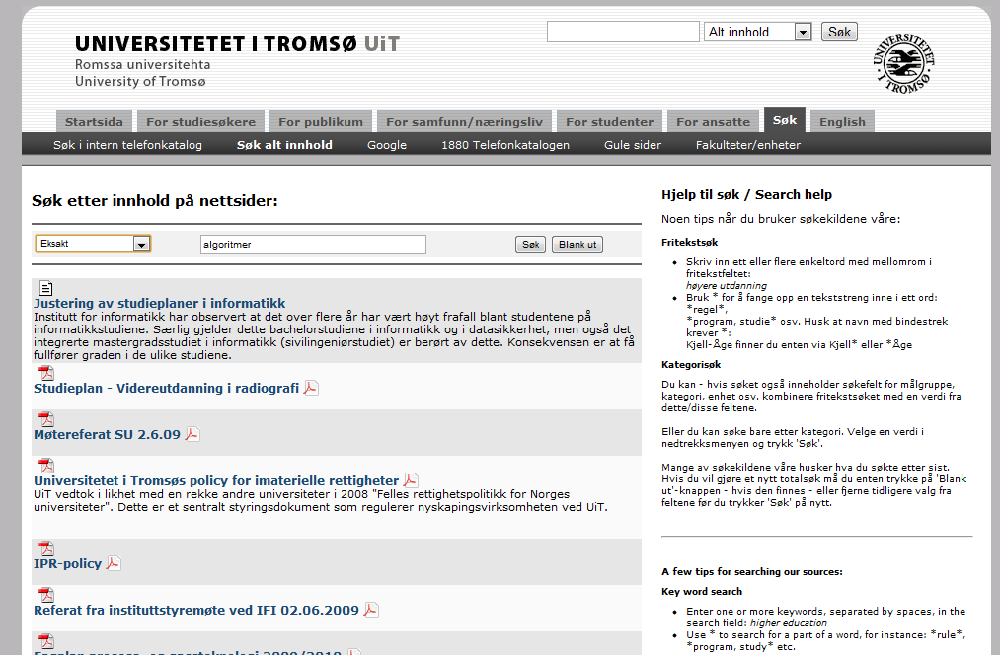 UNIVERSITETET I TROMSØ UiT
Romssa universitehta
University of Tromsø
Alt innhold
Søk
UNIVERSITETET I TROMSØ
Startsida
For studiesøkere
For publikum
For samfunn/næringsliv
For studenter
For ansatte
Søk
English
Søk i intern telefonkatalog
Søk alt innhold
Google
1880 Telefonkatalogen
Gule sider
Fakulteter/enheter
Søk etter innhold på nettsider:
Eksakt
algoritmer
Søk
Blank ut
Justering av studieplaner i informatikk
Institutt for informatikk har observert at det over flere år har vært høyt frafall blant studentene på
informatikkstudiene. Særlig gjelder dette bachelorstudiene i informatikk og i datasikkerhet, men også det
integrerte mastergradsstudiet i informatikk (sivilingeniørstudiet) er berørt av dette. Konsekvensen er at få
fullfører graden i de ulike studiene.
Studieplan - Videreutdanning i radiografi
Møtereferat SU 2.6.09
Universitetet i Tromsøs policy for imaterielle rettigheter
UiT vedtok i likhet med en rekke andre universiteter i 2008 "Felles rettighetspolitikk for Norges
universiteter". Dette er et sentralt styringsdokument som regulerer nyskapingsvirksomheten ved UiT.
IPR-policy
Referat fra instituttstyremøte ved IFI 02.06.2009
Hjelp til søk / Search help
Noen tips når du bruker søkekildene våre:
Fritekstsøk
Skriv inn ett eller flere enkeltord med mellomrom i
fritekstfeltet:
høyere utdanning
Bruk * for å fange opp en tekststreng inne i ett ord:
*regel*,
*program, studie* osv. Husk at navn med bindestrek
krever *:
Kjell-Åge finner du enten via Kjell* eller *Åge
Kategorisøk
Du kan - hvis søket også inneholder søkefelt for målgruppe,
kategori, enhet osv. kombinere fritekstsøket med en verdi fra
dette/disse feltene.
Eller du kan søke bare etter kategori. Velge en verdi i
nedtrekksmenyen og trykk 'Søk'.
Mange av søkekildene våre husker hva du søkte etter sist.
Hvis du vil gjøre et nytt totalsøk må du enten trykke på 'Blank
ut'-knappen - hvis den finnes - eller fjerne tidligere valg fra
feltene før du trykker 'Søk' på nytt.
A few tips for searching our sources:
Key word search
Enter one or more keywords, separated by spaces, in the
search field: higher education
Use * to search for a part of a word, for instance: *rule*,
*program, study* etc.